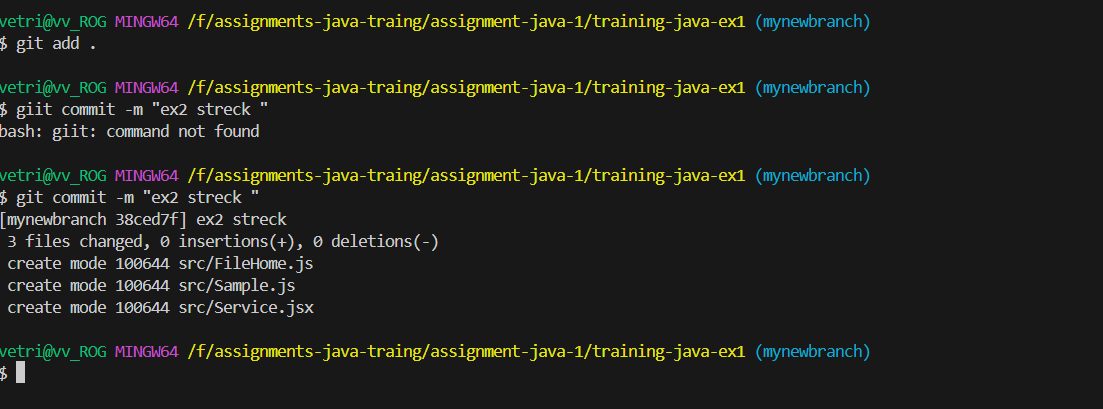 vetri@vv_ROG MINGW64 /f/assignments-java-traing/assignment-java-1/training-java-ex1 (mynewbranch)
$ git add .
vetri@vv_ROG MINGW64 /f/assignments-java-traing/assignment-java-1/training-java-ex1 (mynewbranch)
$ giit commit -m "ex2 streck "
bash: giit: command not found
vetri@vv_ROG MINGW64 /f/assignments-java-traing/assignment-java-1/training-java-ex1 (mynewbranch)
$ git commit -m "ex2 streck "
[mynewbranch 38ced7f] ex2 streck
3 files changed, 0 insertions(+), 0 deletions(-)
create mode 100644 src/FileHome.js
create mode 100644 src/Sample.js
create mode 100644 src/Service.jsx
vetri@vv_ROG MINGW64 /f/assignments-java-traing/assignment-java-1/training-java-ex1 (mynewbranch)
$